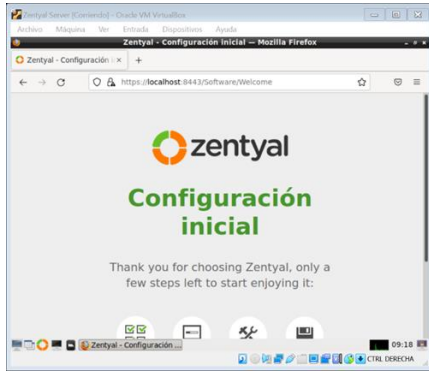 Zentyal Server [Corriendo] - Oracle VM VirtualBox
Archivo Máquina Ver Entrada Dispositivos Ayuda
Zentyal - Configuración inicial — Mozilla Firefox
Zentyal - Configuración i
https://localhost:8443/Software/Welcome
zentyal
Configuración
inicial
Thank you for choosing Zentyal, only a
few steps left to start enjoying it:
Zentyal - Configuración ...
09:18
CTRL DERECHA